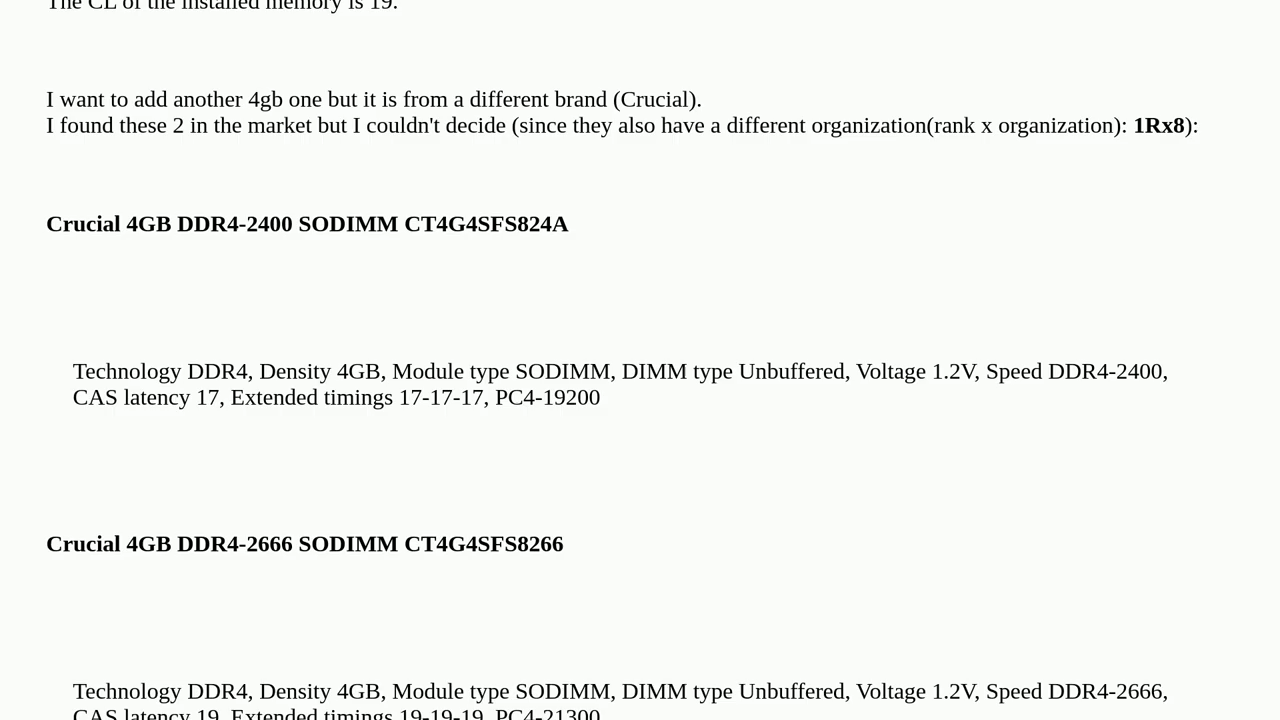 The CL of the installed memory is 19.
I want to add another 4gb one but it is from a different brand (Crucial).
I found these 2 in the market but I couldn't decide (since they also have a different organization(rank x organization): 1Rx8):
Crucial 4GB DDR4-2400 SODIMM CT4G4SFS824A
Technology DDR4, Density 4GB, Module type SODIMM, DIMM type Unbuffered, Voltage 1.2V, Speed DDR4-2400,
CAS latency 17, Extended timings 17-17-17, PC4-19200
Crucial 4GB DDR4-2666 SODIMM CT4G4SFS8266
Technology DDR4, Density 4GB, Module type SODIMM, DIMM type Unbuffered, Voltage 1.2V, Speed DDR4-2666,
CAS latency 19, Extended timings 19-19-19, PC4-21300